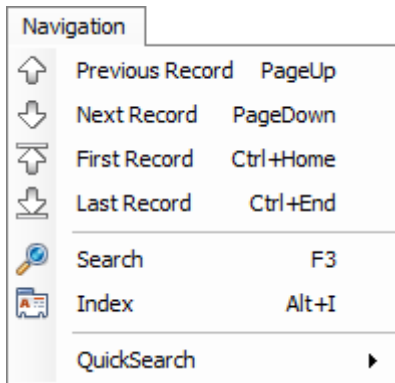 Navigation
Previous Record PageUp
Next Record PageDown
First Record Ctrl+Home
Last Record Ctrl+End
Search F3
Index Alt+I
QuickSearch